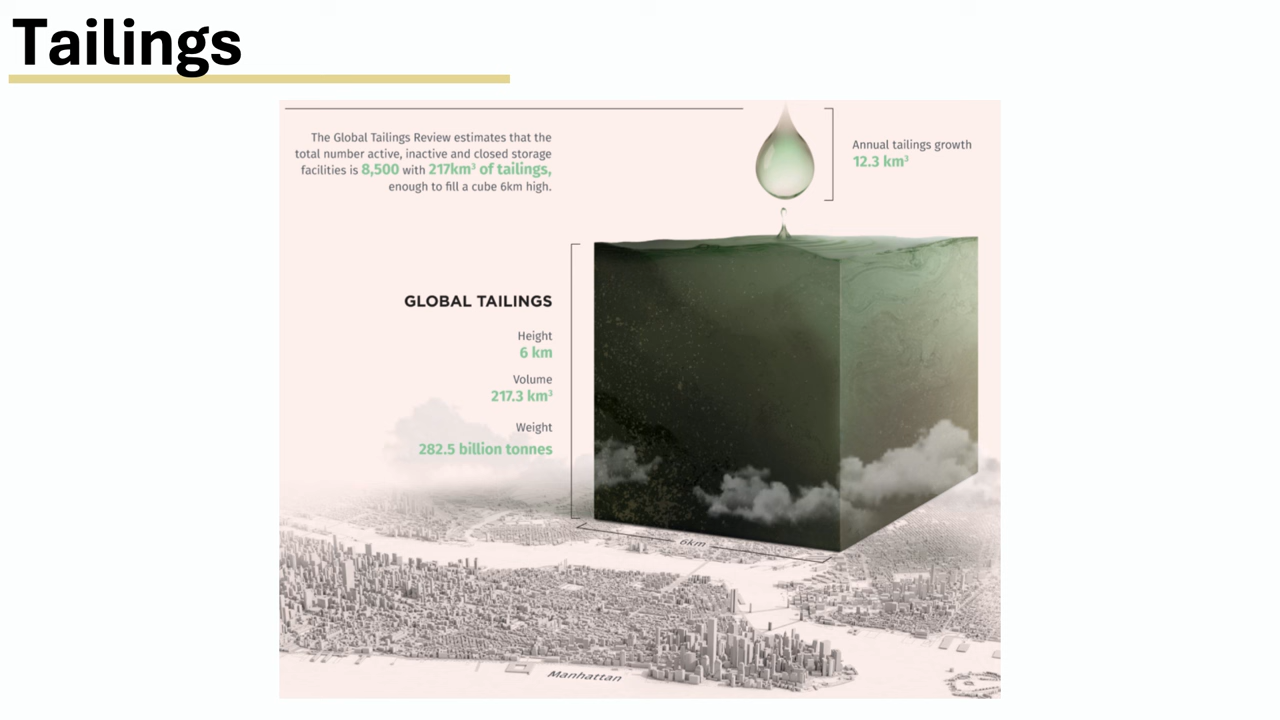 Tailings
The Global Tailings Review estimates that the
total number active, inactive and closed storage
facilities is 8,500 with 217km³ of tailings,
enough to fill a cube 6km high.
Annual tailings growth
12.3 km³
GLOBAL TAILINGS
Height
6 km
Volume
217.3 km³
Weight
282.5 billion tonnes
6km
Manhattan